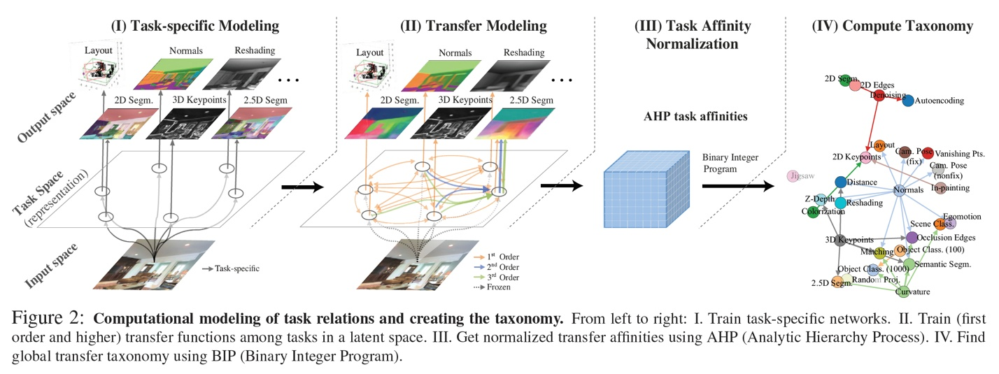 (I) Task-specific Modeling
Layout
Normals
Reshading
...
2D Segm.
3D Keypoints
2.5D Segm
Output space
Task Space
(representation)
Input space
Task-specific
(II) Transfer Modeling
Layout
Normals
Reshading
...
2D Segm.
3D Keypoints
2.5D Segm
1st Order
2nd Order
3rd Order
Frozen
(III) Task Affinity
Normalization
AHP task affinities
Binary Integer
Program
(IV) Compute Taxonomy
2D Segm.
2D Edges
Denoising
Autoencoding
Layout
Cam. Pose
(fix)
Vanishing Pts.
2D Keypoints
Cam. Pose
(nonfix)
Jigsaw
Distance
Normals
In-painting
Z-Depth
Reshading
Colorization
Egomotion
Scene Class.
3D Keypoints
Occlusion Edges
Matching
Object Class. (100)
Semantic Segm.
Object Class. (1000)
2.5D Segm.
Random Proj.
Curvature
Figure 2: Computational modeling of task relations and creating the taxonomy. From left to right: I. Train task-specific networks. II. Train (first
order and higher) transfer functions among tasks in a latent space. III. Get normalized transfer affinities using AHP (Analytic Hierarchy Process). IV. Find
global transfer taxonomy using BIP (Binary Integer Program).